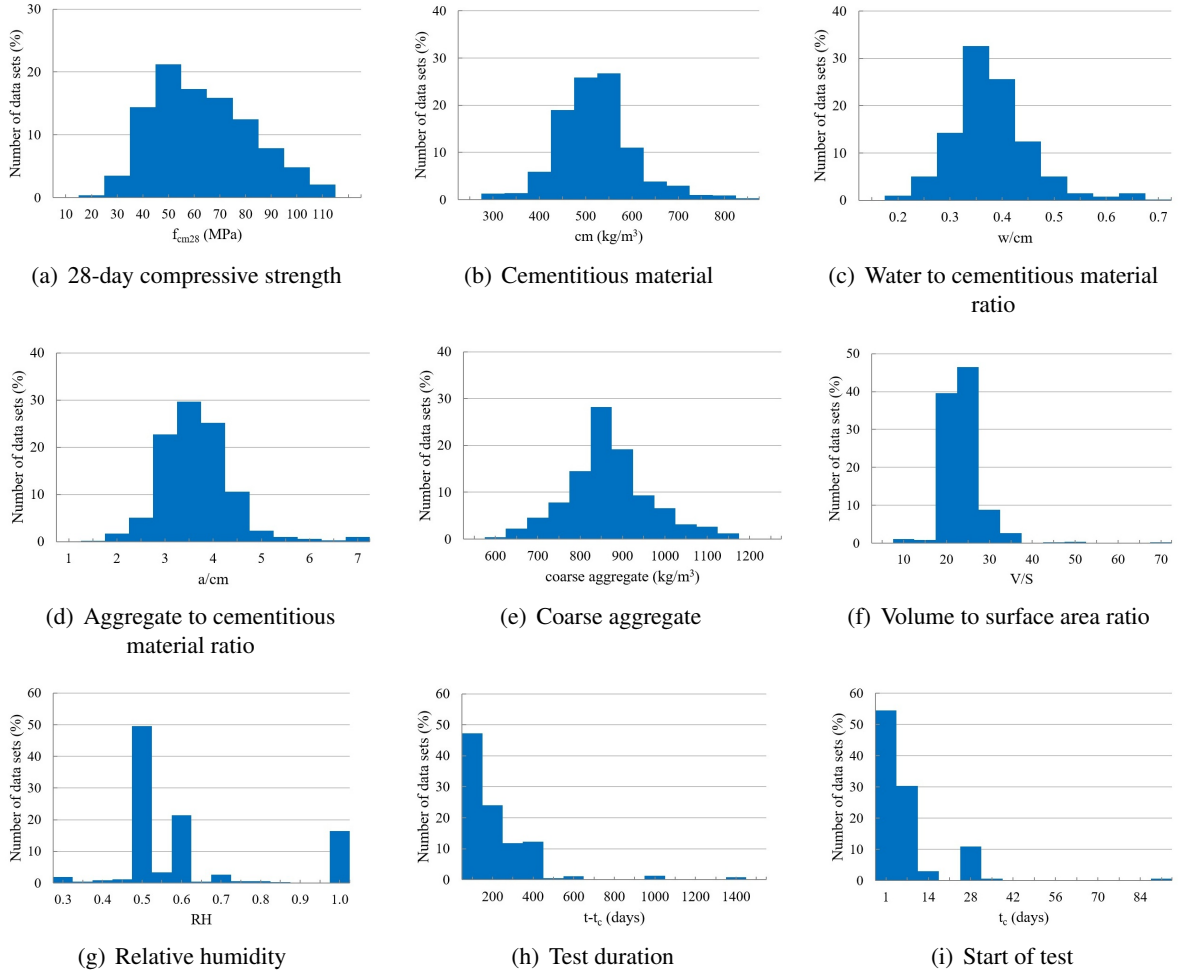 30
20
10
0
Number of data sets (%)
10 20 30 40 50 60 70 80 90 100 110
f_cm28 (MPa)
(a) 28-day compressive strength
40
30
20
10
0
Number of data sets (%)
300 400 500 600 700 800
cm (kg/m³)
(b) Cementitious material
40
30
20
10
0
Number of data sets (%)
0.2 0.3 0.4 0.5 0.6 0.7
w/cm
(c) Water to cementitious material
ratio
40
30
20
10
0
Number of data sets (%)
1 2 3 4 5 6 7
a/cm
(d) Aggregate to cementitious
material ratio
40
30
20
10
0
Number of data sets (%)
600 700 800 900 1000 1100 1200
coarse aggregate (kg/m³)
(e) Coarse aggregate
50
40
30
20
10
0
Number of data sets (%)
10 20 30 40 50 60 70
V/S
(f) Volume to surface area ratio
60
50
40
30
20
10
0
Number of data sets (%)
0.3 0.4 0.5 0.6 0.7 0.8 0.9 1.0
RH
(g) Relative humidity
60
50
40
30
20
10
0
Number of data sets (%)
200 400 600 800 1000 1200 1400
t-t_c (days)
(h) Test duration
60
50
40
30
20
10
0
Number of data sets (%)
1 14 28 42 56 70 84
t_c (days)
(i) Start of test